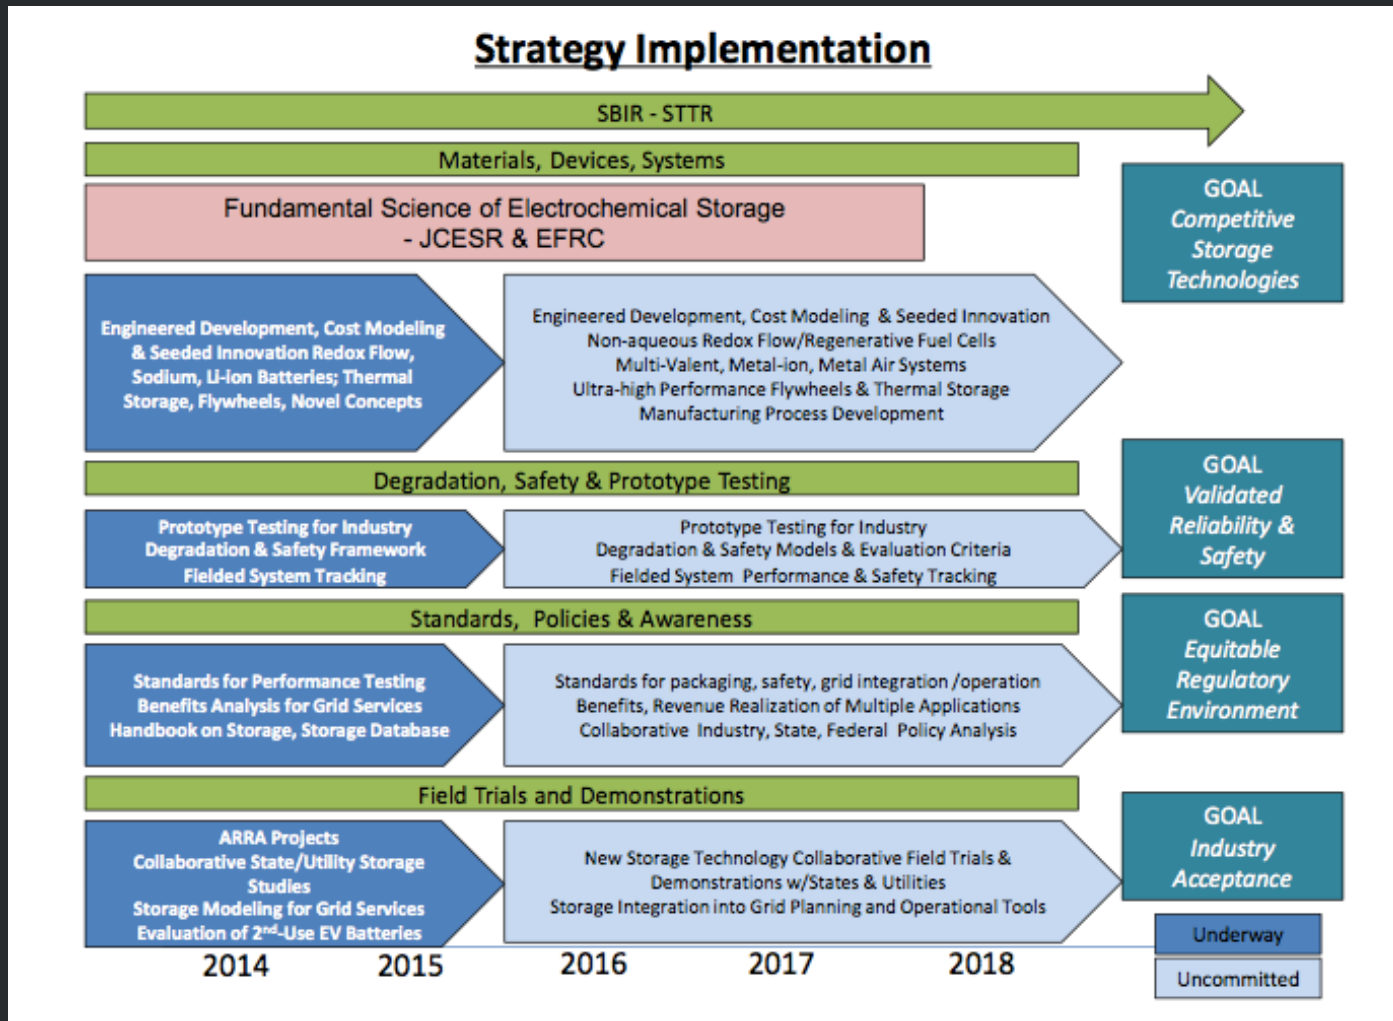 Strategy Implementation
SBIR - STTR
Materials, Devices, Systems
Fundamental Science of Electrochemical Storage
- JCESR & EFRC
GOAL
Competitive
Storage
Technologies
Engineered Development, Cost Modeling
& Seeded Innovation Redox Flow,
Sodium, Li-ion Batteries; Thermal
Storage, Flywheels, Novel Concepts
Engineered Development, Cost Modeling & Seeded Innovation
Non-aqueous Redox Flow/Regenerative Fuel Cells
Multi-Valent, Metal-ion, Metal Air Systems
Ultra-high Performance Flywheels & Thermal Storage
Manufacturing Process Development
Degradation, Safety & Prototype Testing
GOAL
Validated
Reliability &
Safety
Prototype Testing for Industry
Degradation & Safety Framework
Fielded System Tracking
Prototype Testing for Industry
Degradation & Safety Models & Evaluation Criteria
Fielded System Performance & Safety Tracking
Standards, Policies & Awareness
GOAL
Equitable
Regulatory
Environment
Standards for Performance Testing
Benefits Analysis for Grid Services
Handbook on Storage, Storage Database
Standards for packaging, safety, grid integration /operation
Benefits, Revenue Realization of Multiple Applications
Collaborative Industry, State, Federal Policy Analysis
Field Trials and Demonstrations
GOAL
Industry
Acceptance
ARRA Projects
Collaborative State/Utility Storage
Studies
Storage Modeling for Grid Services
Evaluation of 2nd-Use EV Batteries
New Storage Technology Collaborative Field Trials &
Demonstrations w/States & Utilities
Storage Integration into Grid Planning and Operational Tools
Underway
Uncommitted
2014 2015 2016 2017 2018